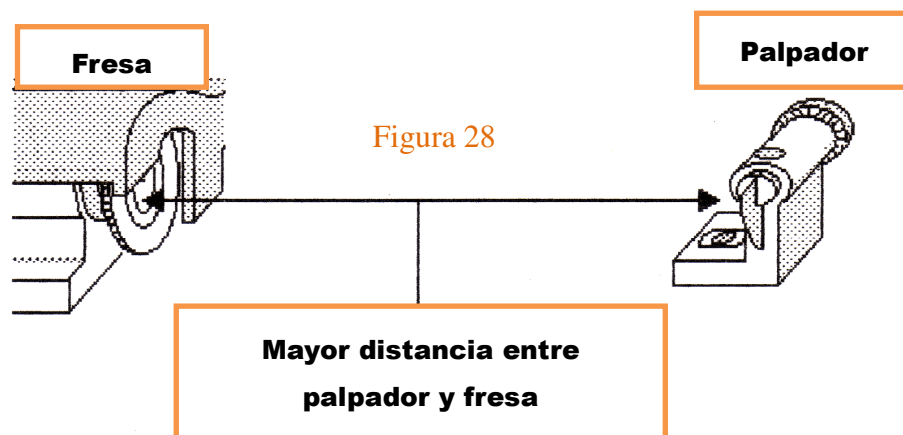 Fresa
Palpador
Figura 28
Mayor distancia entre
palpador y fresa